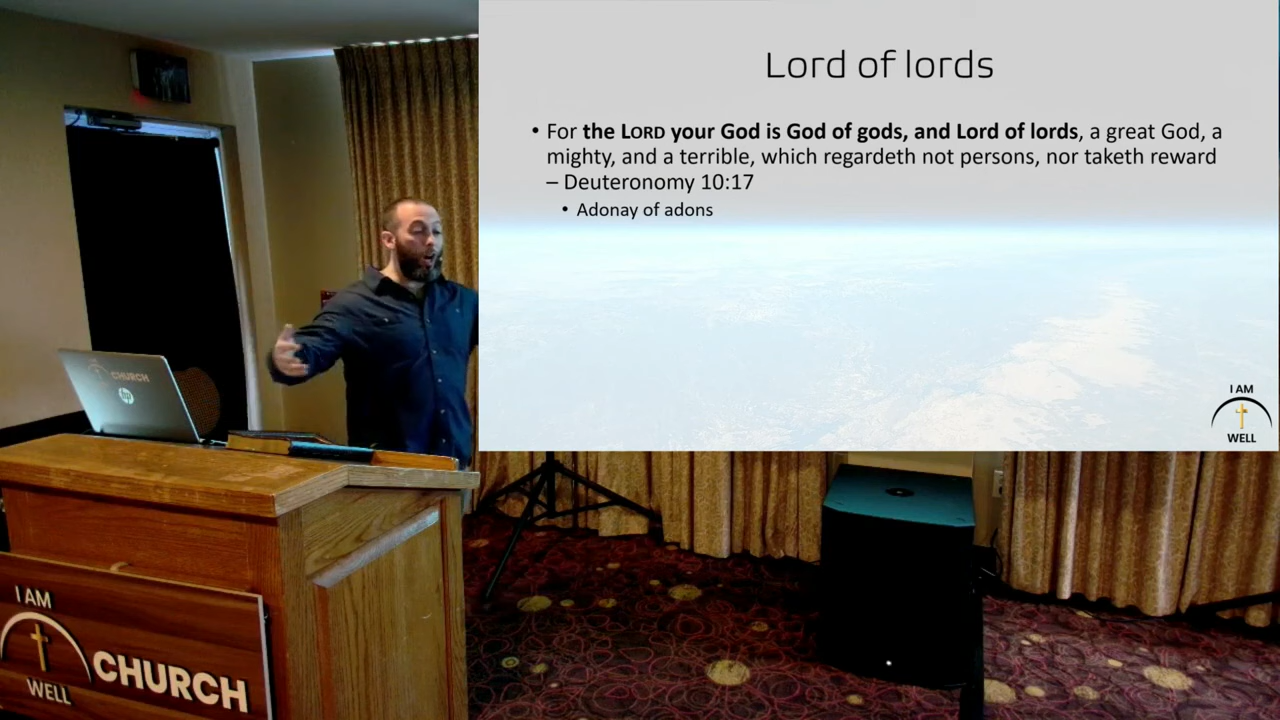 Lord of lords
• For the LORD your God is God of gods, and Lord of lords, a great God, a
mighty, and a terrible, which regardeth not persons, nor taketh reward
– Deuteronomy 10:17
• Adonay of adons
I AM
WELL
CHURCH
hp
I AM
WELL
CHURCH